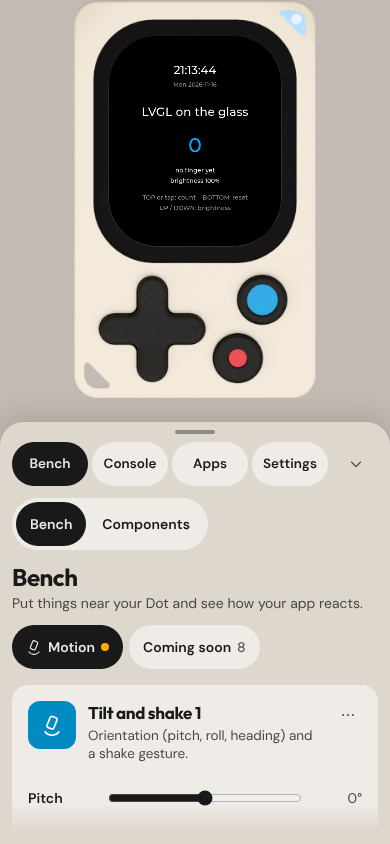 21:13:44
Mon 2026-11-16
LVGL on the glass
0
no finger yet
brightness 100%
TOP or tap: count BOTTOM: reset
UP / DOWN: brightness
Bench Console Apps Settings
Bench Components
Bench
Put things near your Dot and see how your app reacts.
Motion Coming soon 8
Tilt and shake 1 ...
Orientation (pitch, roll, heading) and
a shake gesture.
Pitch 0°